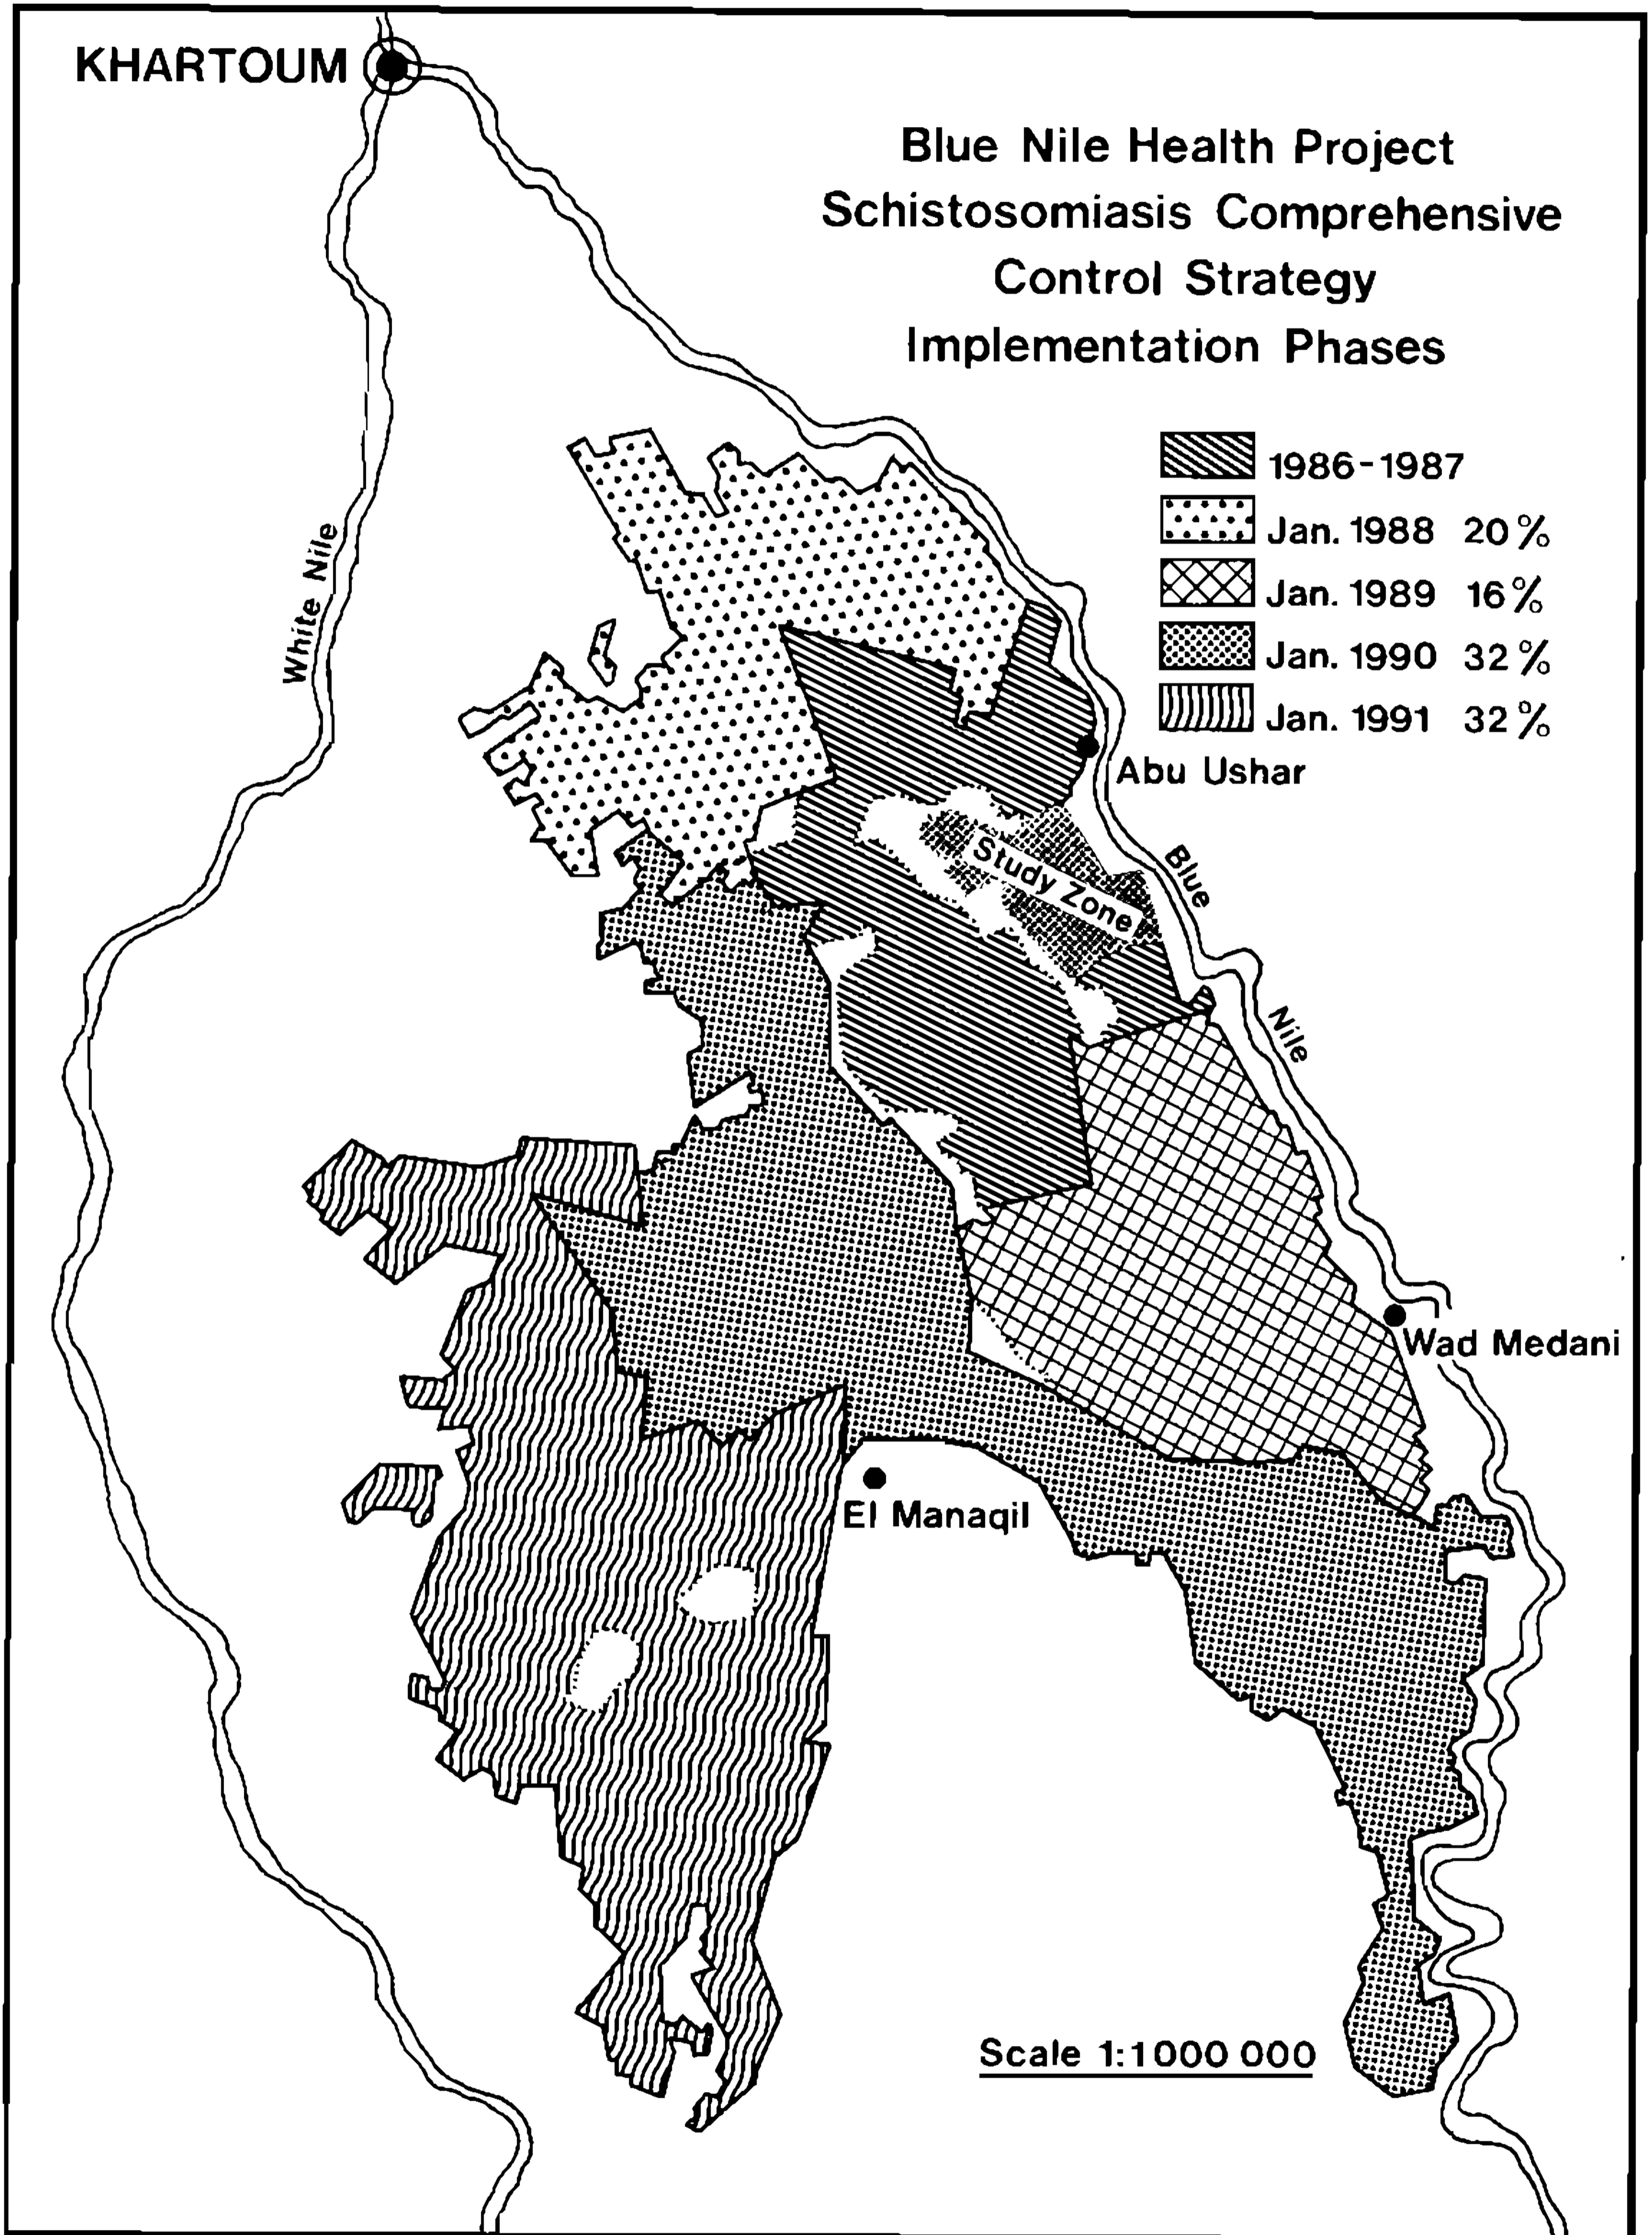 KHARTOUM
Blue Nile Health Project
Schistosomiasis Comprehensive
Control Strategy
Implementation Phases
1986-1987
Jan. 1988 20%
Jan. 1989 16%
Jan. 1990 32%
Jan. 1991 32%
White Nile
Abu Ushar
Study Zone
Blue
Nile
Wad Medani
El Manaqil
Scale 1:1000 000